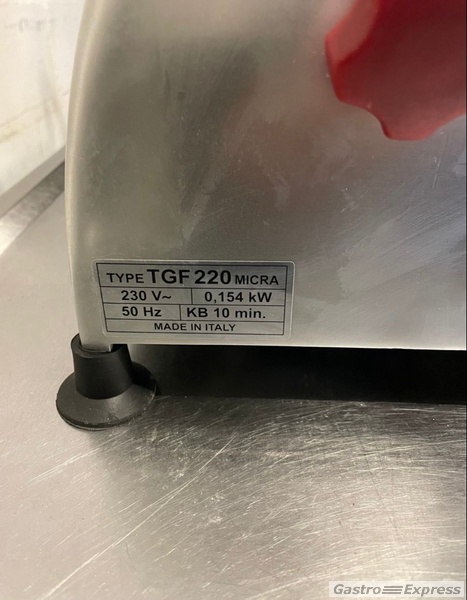 TYPE TGF 220 MICRA
230 V~ 0,154 kW
50 Hz KB 10 min.
MADE IN ITALY
Gastro Express